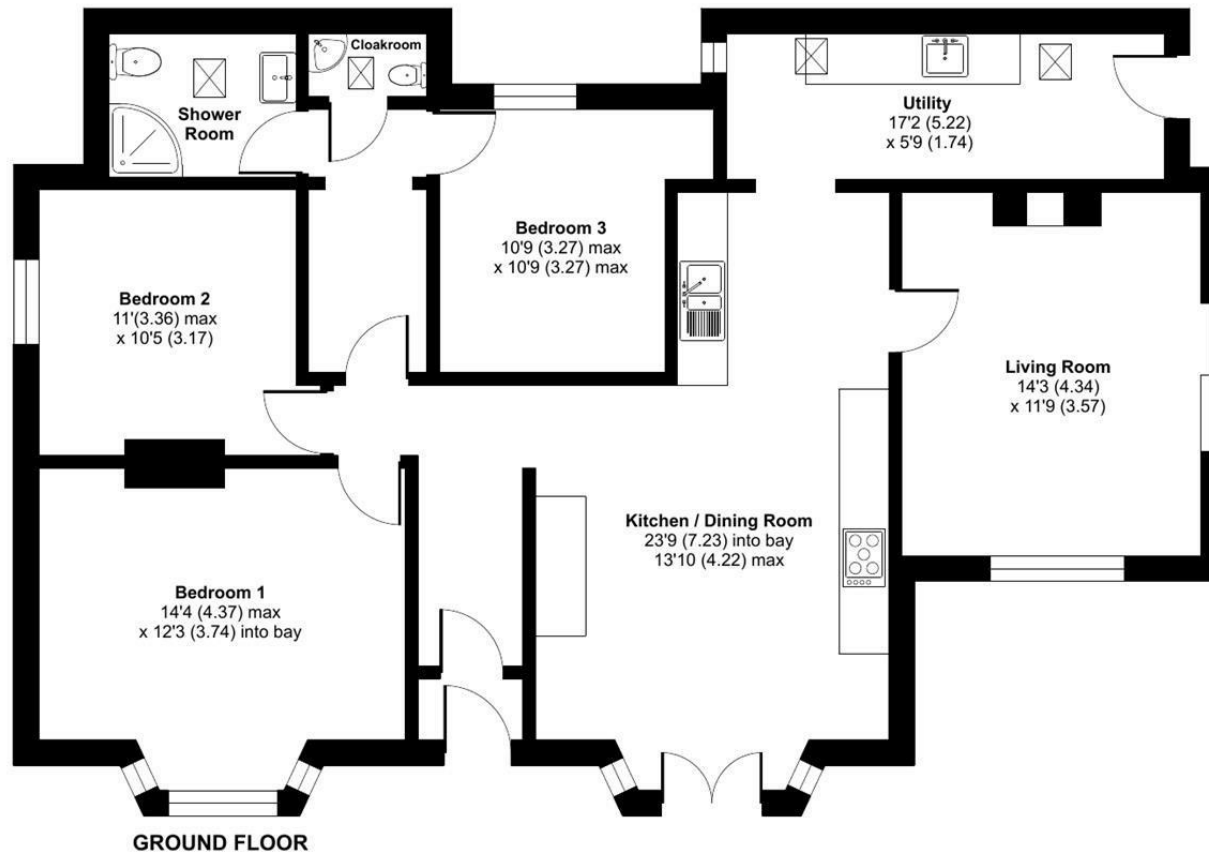 Cloakroom
Shower
Room
Utility
17'2 (5.22)
x 5'9 (1.74)
Bedroom 3
10'9 (3.27) max
x 10'9 (3.27) max
Bedroom 2
11'(3.36) max
x 10'5 (3.17)
Living Room
14'3 (4.34)
x 11'9 (3.57)
Kitchen / Dining Room
23'9 (7.23) into bay
13'10 (4.22) max
Bedroom 1
14'4 (4.37) max
x 12'3 (3.74) into bay
GROUND FLOOR